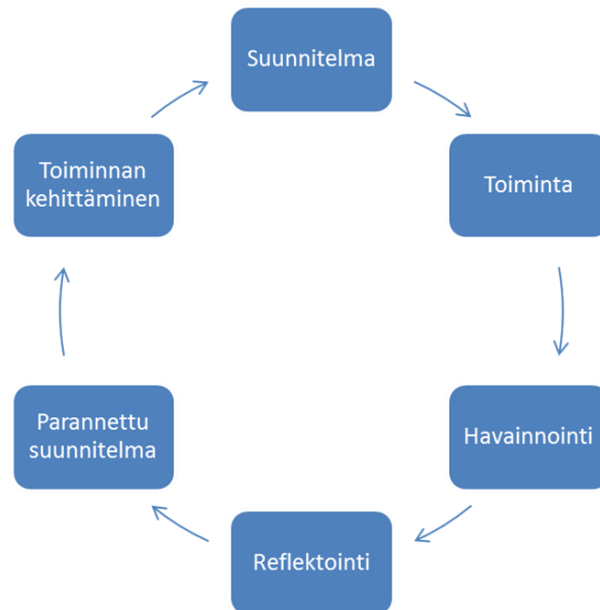 Suunnitelma
Toiminta
Havainnointi
Reflektointi
Parannettu
suunnitelma
Toiminnan
kehittäminen